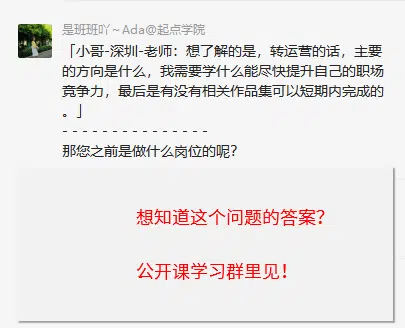 是班班吖~Ada@起点学院
「小哥-深圳-老师：想了解的是，转运营的话，主要
的方向是什么，我需要学什么能尽快提升自己的职场
竞争力，最后是有没有相关作品集可以短期内完成的
。」
- - - - - - - - - - - - - - -
那您之前是做什么岗位的呢？
想知道这个问题的答案？
公开课学习群里见！